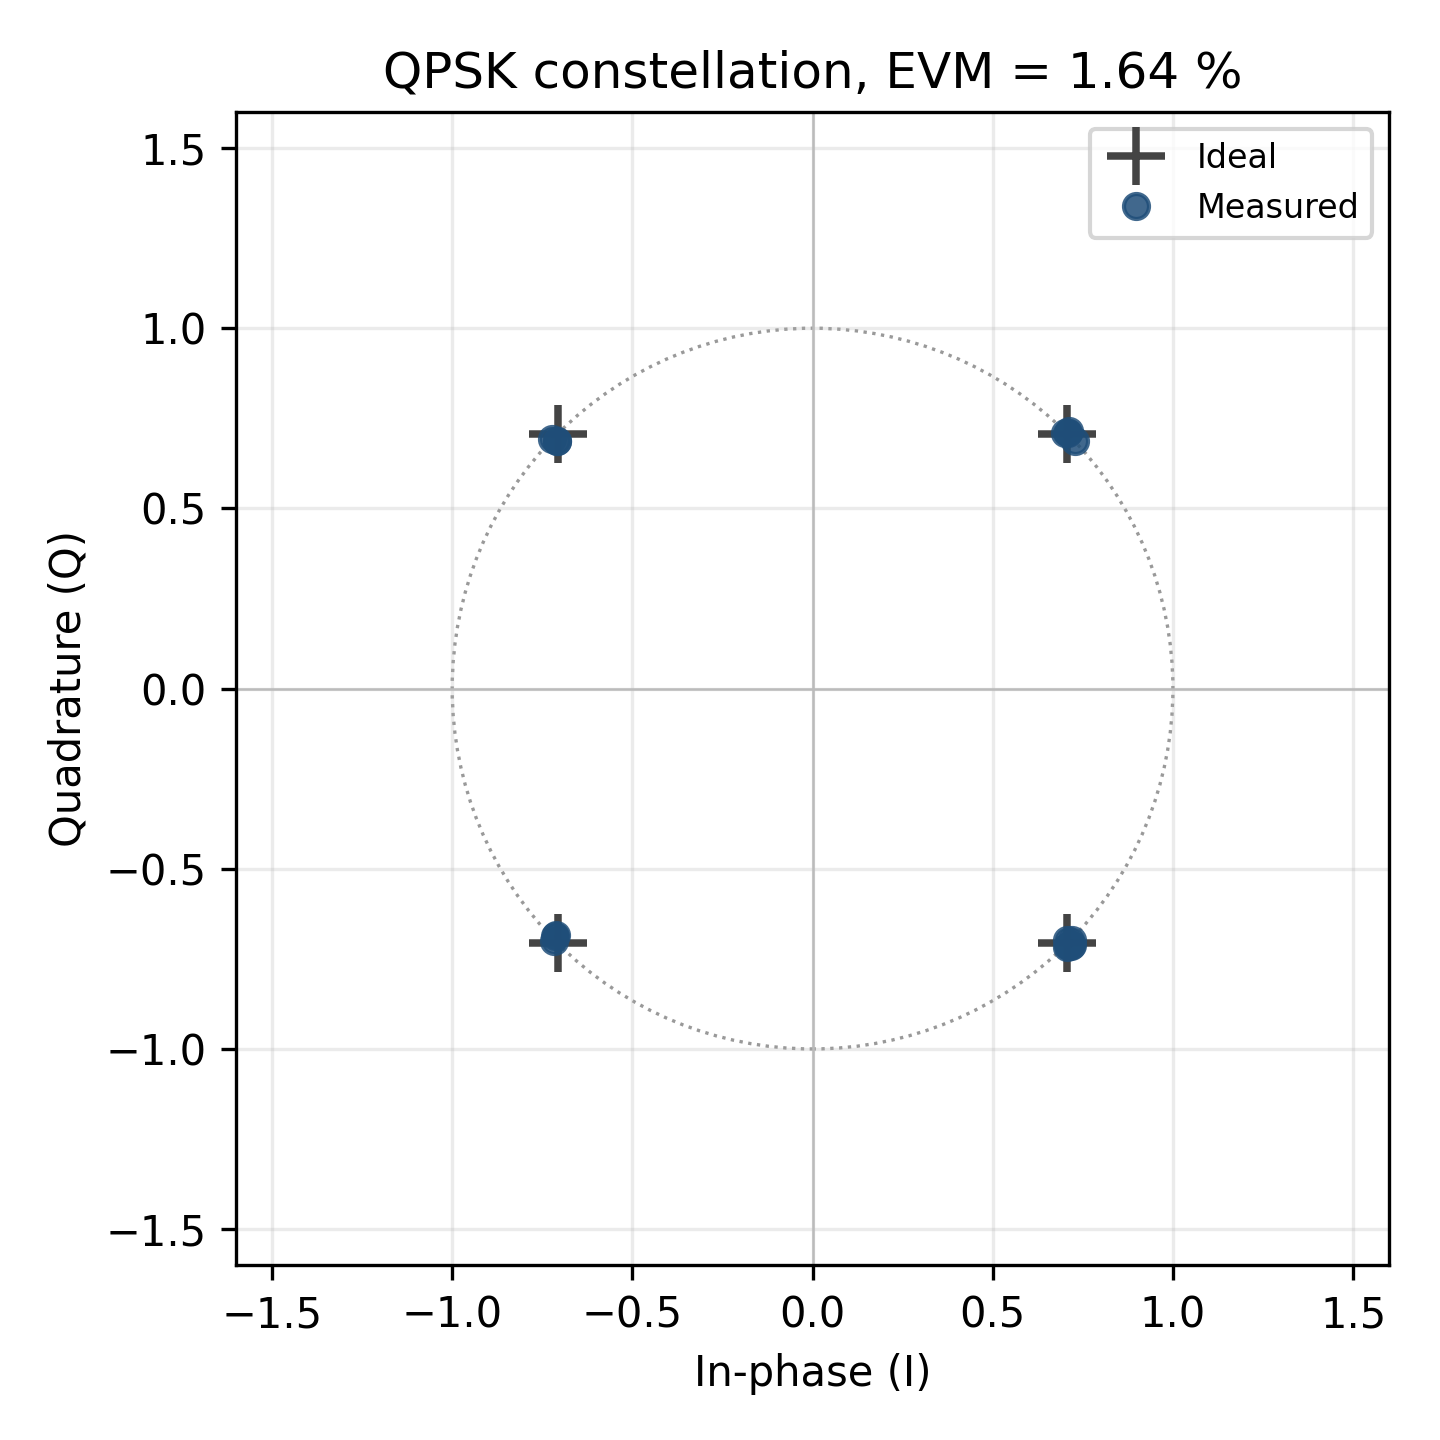 QPSK constellation, EVM = 1.64 %
Ideal
Measured
1.5
1.0
0.5
0.0
−0.5
−1.0
−1.5
Quadrature (Q)
−1.5 −1.0 −0.5 0.0 0.5 1.0 1.5
In-phase (I)